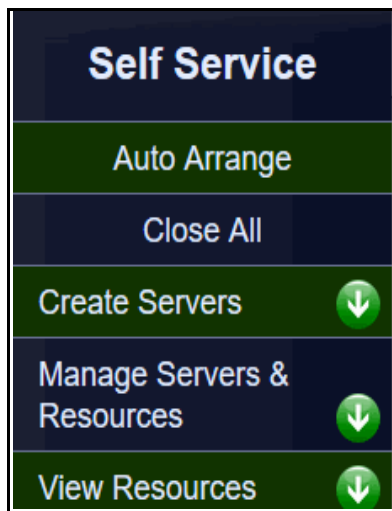 Self Service
Auto Arrange
Close All
Create Servers
Manage Servers &
Resources
View Resources